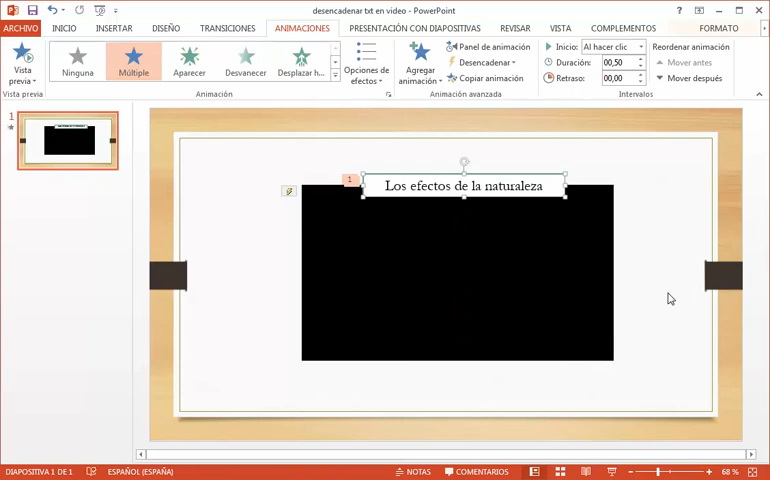 desencadenar txt en video - PowerPoint
ARCHIVO INICIO INSERTAR DISEÑO TRANSICIONES ANIMACIONES PRESENTACIÓN CON DIAPOSITIVAS REVISAR VISTA COMPLEMENTOS FORMATO
Vista previa
Ninguna
Múltiple
Aparecer
Desvanecer
Desplazar h...
Opciones de efectos
Agregar animación
Panel de animación
Desencadenar
Copiar animación
Inicio: Al hacer clic
Duración: 00,50
Retraso: 00,00
Reordenar animación
Mover antes
Mover después
Vista previa
Animación
Animación avanzada
Intervalos
1
1
Los efectos de la naturaleza
DIAPOSITIVA 1 DE 1 ESPAÑOL (ESPAÑA) NOTAS COMENTARIOS 68 %